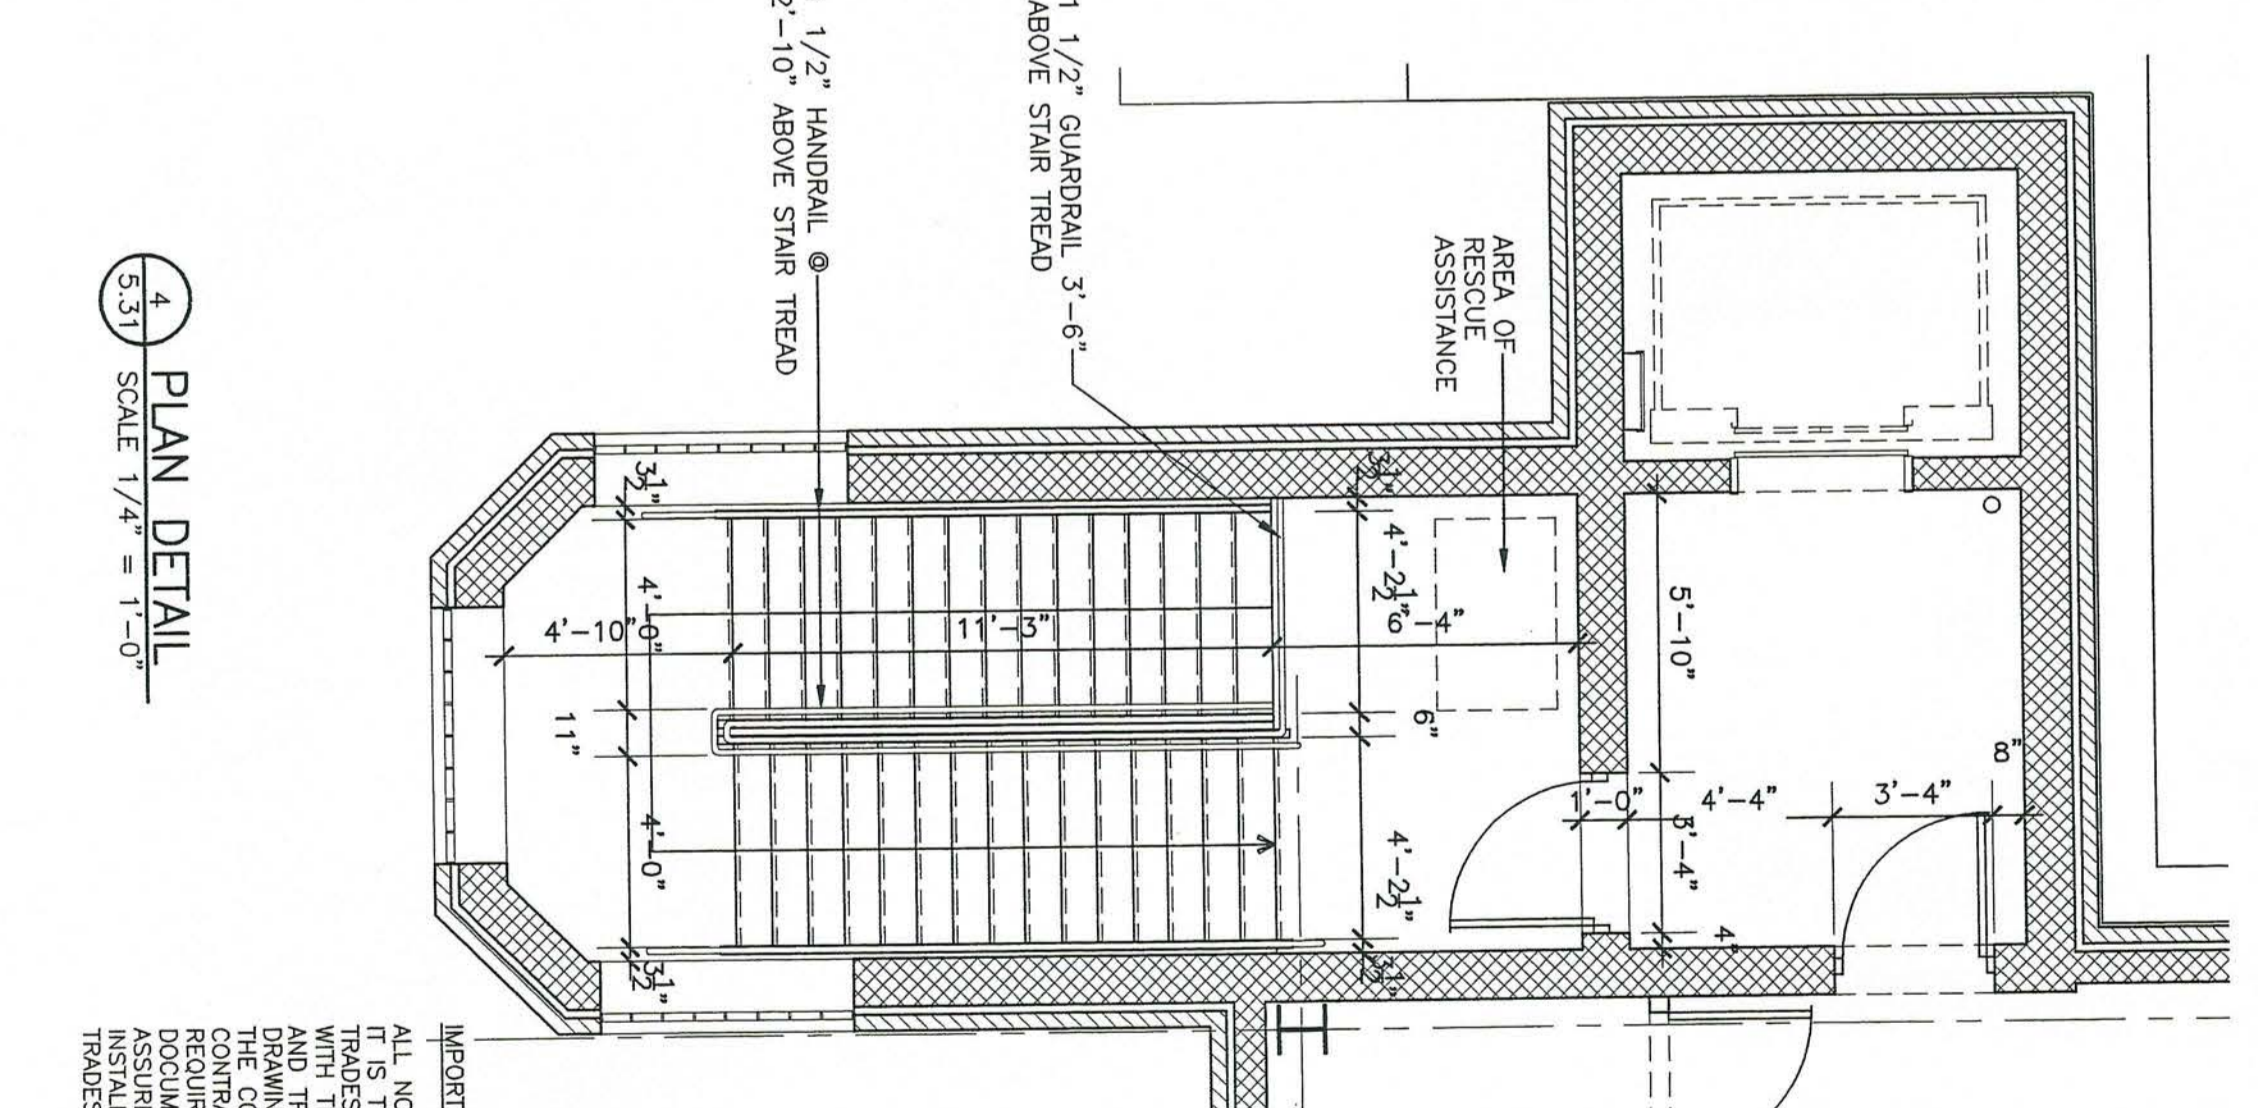 1 1/2" GUARDRAIL 3'-6"
ABOVE STAIR TREAD
1/2" HANDRAIL @
2'-10" ABOVE STAIR TREAD
AREA OF
RESCUE
ASSISTANCE
3 1/2"
4'-0"
11"
4'-0"
3 1/2"
4'-10"
11'-3"
6'-4"
3 1/2"
4'-2 1/2"
6"
4'-2 1/2"
3 1/2"
5'-10"
3'-4"
4"
1'-0"
4'-4"
3'-4"
8"
4
5.31
PLAN DETAIL
SCALE 1/4" = 1'-0"
IMPORT
ALL NO
IT IS T
TRADES
WITH T
AND TR
DRAWIN
THE CO
CONTRA
REQUIR
DOCUM
ASSURI
INSTALI
TRADES